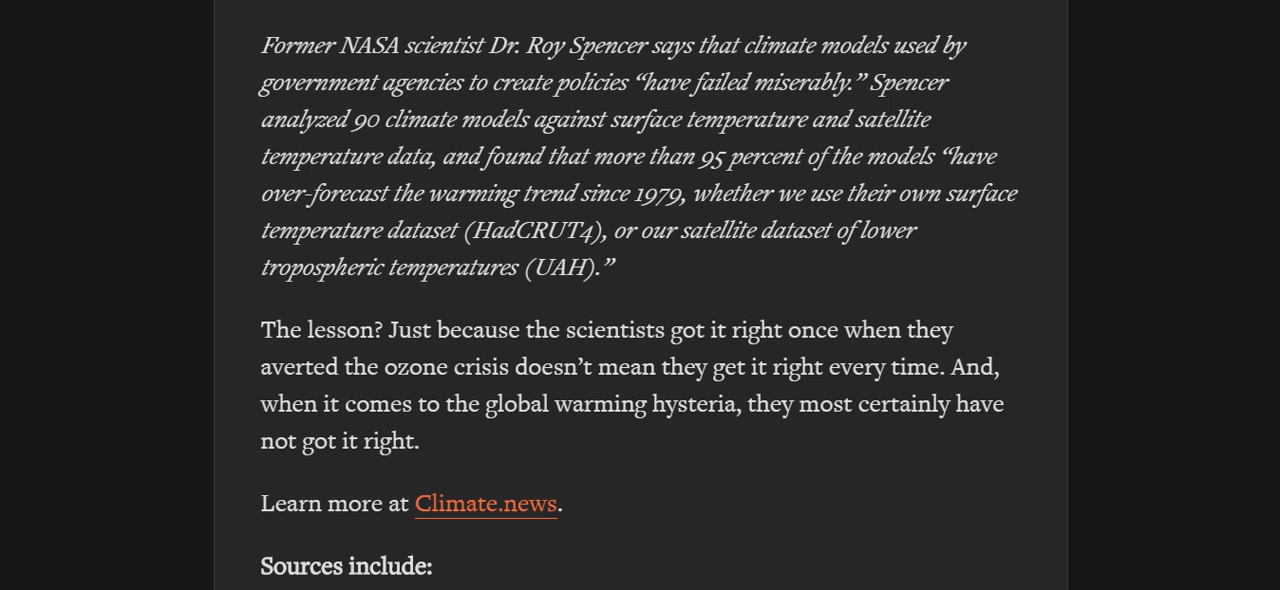 Former NASA scientist Dr. Roy Spencer says that climate models used by
government agencies to create policies “have failed miserably.” Spencer
analyzed 90 climate models against surface temperature and satellite
temperature data, and found that more than 95 percent of the models “have
over-forecast the warming trend since 1979, whether we use their own surface
temperature dataset (HadCRUT4), or our satellite dataset of lower
tropospheric temperatures (UAH).”
The lesson? Just because the scientists got it right once when they
averted the ozone crisis doesn’t mean they get it right every time. And,
when it comes to the global warming hysteria, they most certainly have
not got it right.
Learn more at Climate.news.
Sources include: